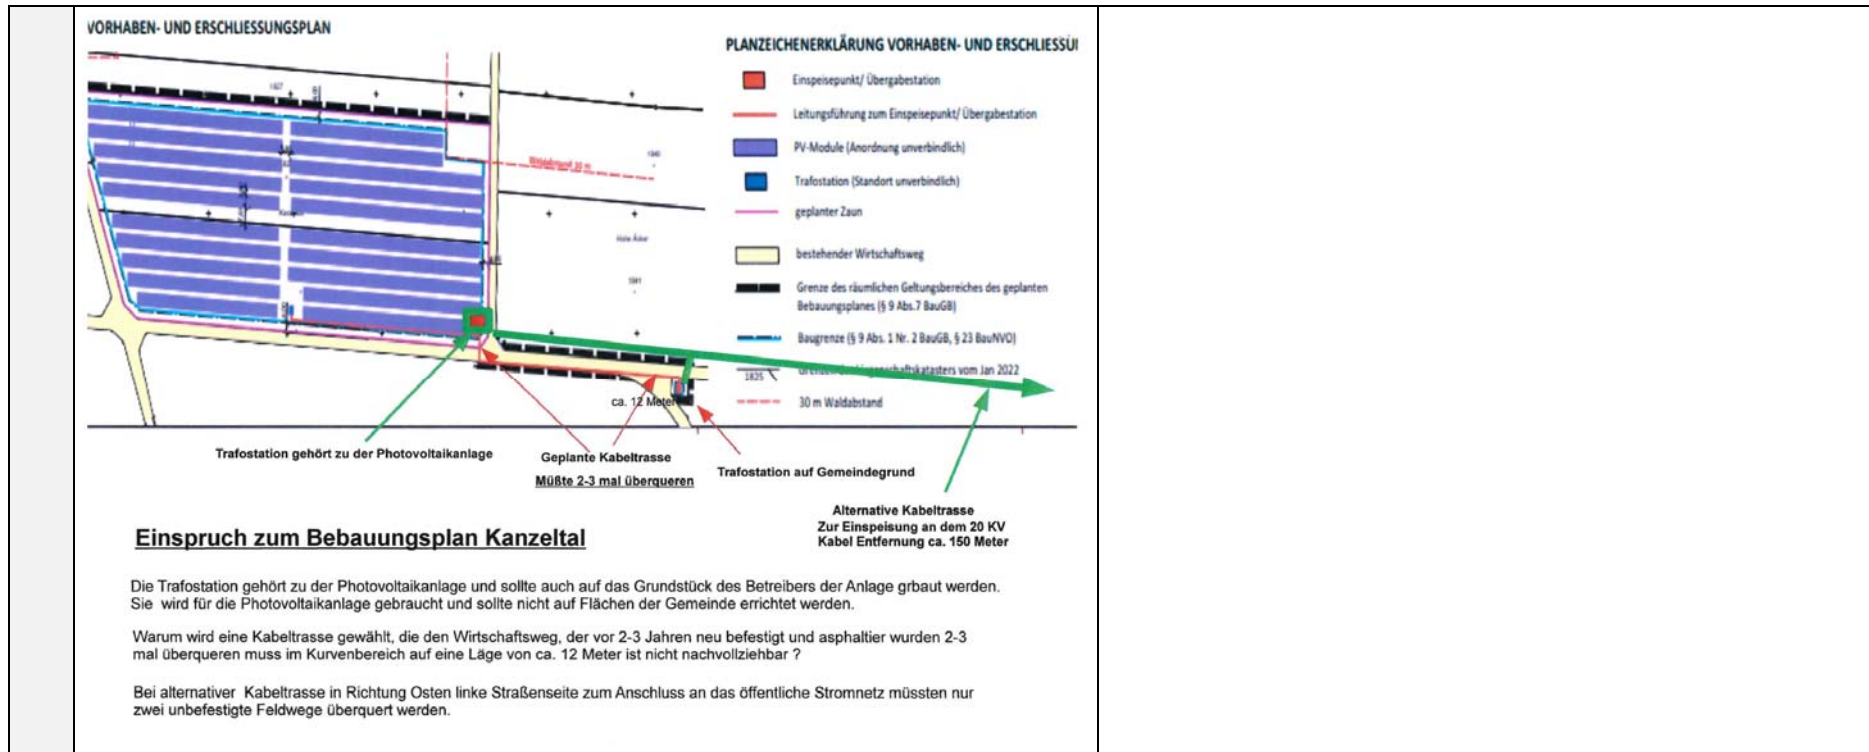 VORHABEN- UND ERSCHLIESSUNGSPLAN
PLANZEICHENERKLÄRUNG VORHABEN- UND ERSCHLIESSU
Einspeisepunkt/ Übergabestation
Leitungsführung zum Einspeisepunkt/ Übergabestation
PV-Module (Anordnung unverbindlich)
Trafostation (Standort unverbindlich)
geplanter Zaun
bestehender Wirtschaftsweg
Grenze des räumlichen Geltungsbereiches des geplanten
Bebauungsplanes (§ 9 Abs.7 BauGB)
Baugrenze (§ 9 Abs. 1 Nr. 2 BauGB, § 23 BauNVO)
1825
vom Jan 2022
30 m Waldabstand
Waldabstand 30 m
Hohe Äcker
ca. 12 Meter
Trafostation gehört zu der Photovoltaikanlage
Geplante Kabeltrasse
Müßte 2-3 mal überqueren
Trafostation auf Gemeindegrund
Alternative Kabeltrasse
Zur Einspeisung an dem 20 KV
Kabel Entfernung ca. 150 Meter
Einspruch zum Bebauungsplan Kanzeltal
Die Trafostation gehört zu der Photovoltaikanlage und sollte auch auf das Grundstück des Betreibers der Anlage grbaut werden.
Sie wird für die Photovoltaikanlage gebraucht und sollte nicht auf Flächen der Gemeinde errichtet werden.
Warum wird eine Kabeltrasse gewählt, die den Wirtschaftsweg, der vor 2-3 Jahren neu befestigt und asphaltier wurden 2-3
mal überqueren muss im Kurvenbereich auf eine Läge von ca. 12 Meter ist nicht nachvollziehbar ?
Bei alternativer Kabeltrasse in Richtung Osten linke Straßenseite zum Anschluss an das öffentliche Stromnetz müssten nur
zwei unbefestigte Feldwege überquert werden.